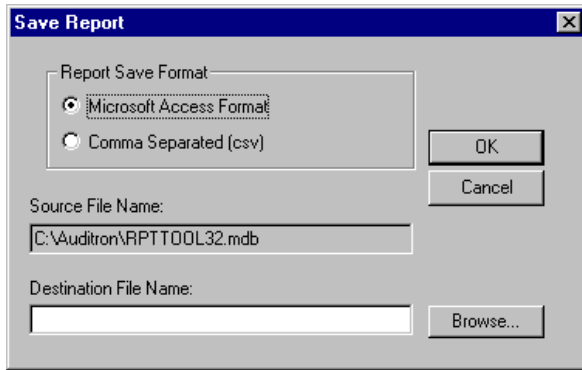 Save Report
Report Save Format
Microsoft Access Format
Comma Separated (csv)
OK
Cancel
Source File Name:
C:\Auditron\RPTTOOL32.mdb
Destination File Name:
Browse...